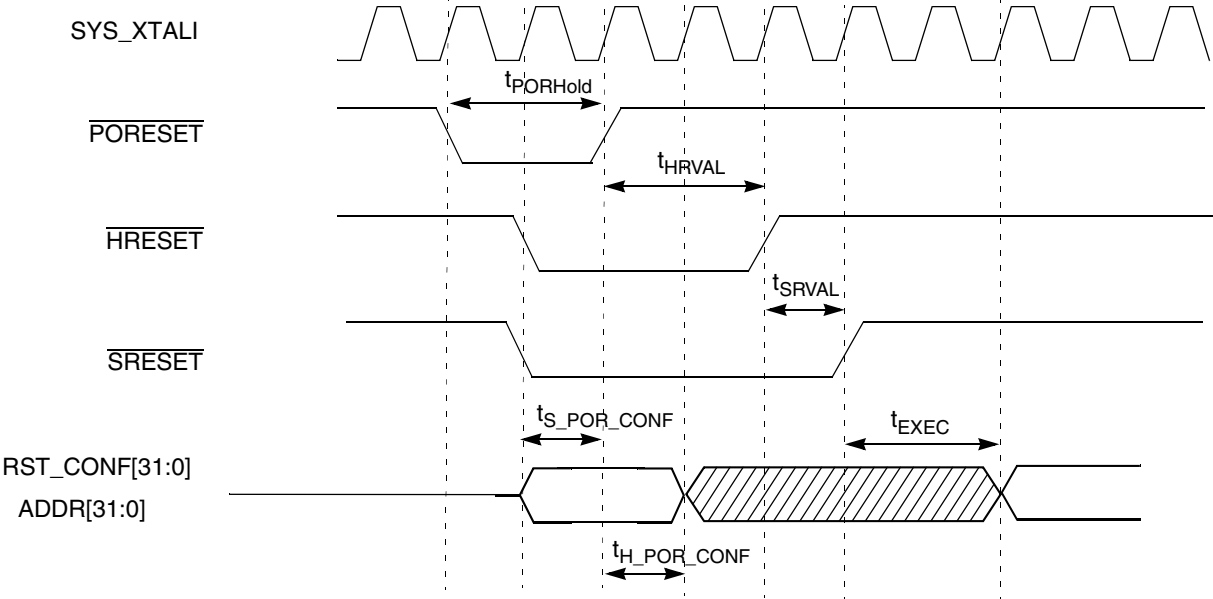 SYS_XTALI
tPORHold
PORESET
tHRVAL
HRESET
tSRVAL
SRESET
tS_POR_CONF
tEXEC
RST_CONF[31:0]
ADDR[31:0]
tH_POR_CONF